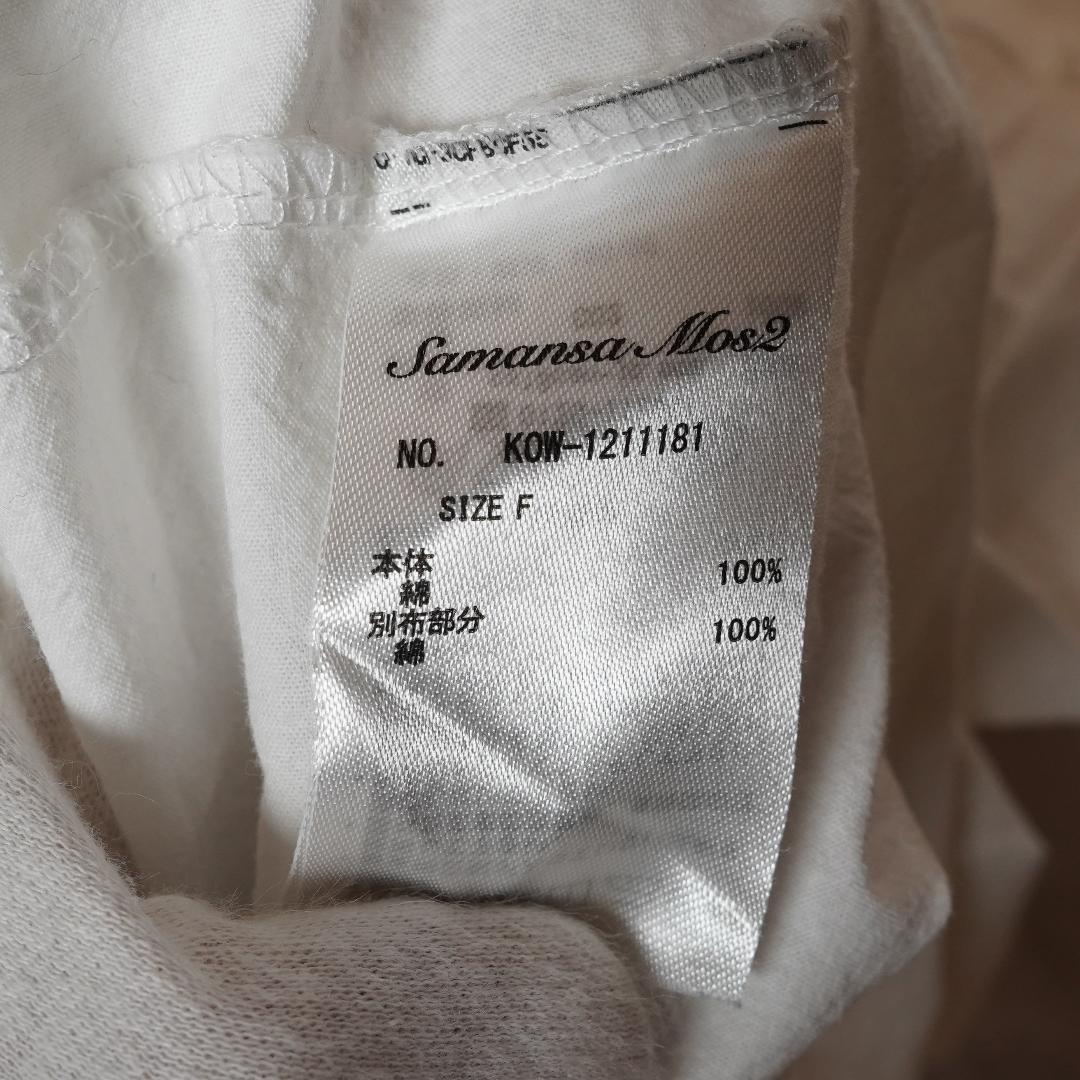 Samansa Mos2
NO. KOW-1211181
SIZE F
本体
綿 100%
別布部分
綿 100%